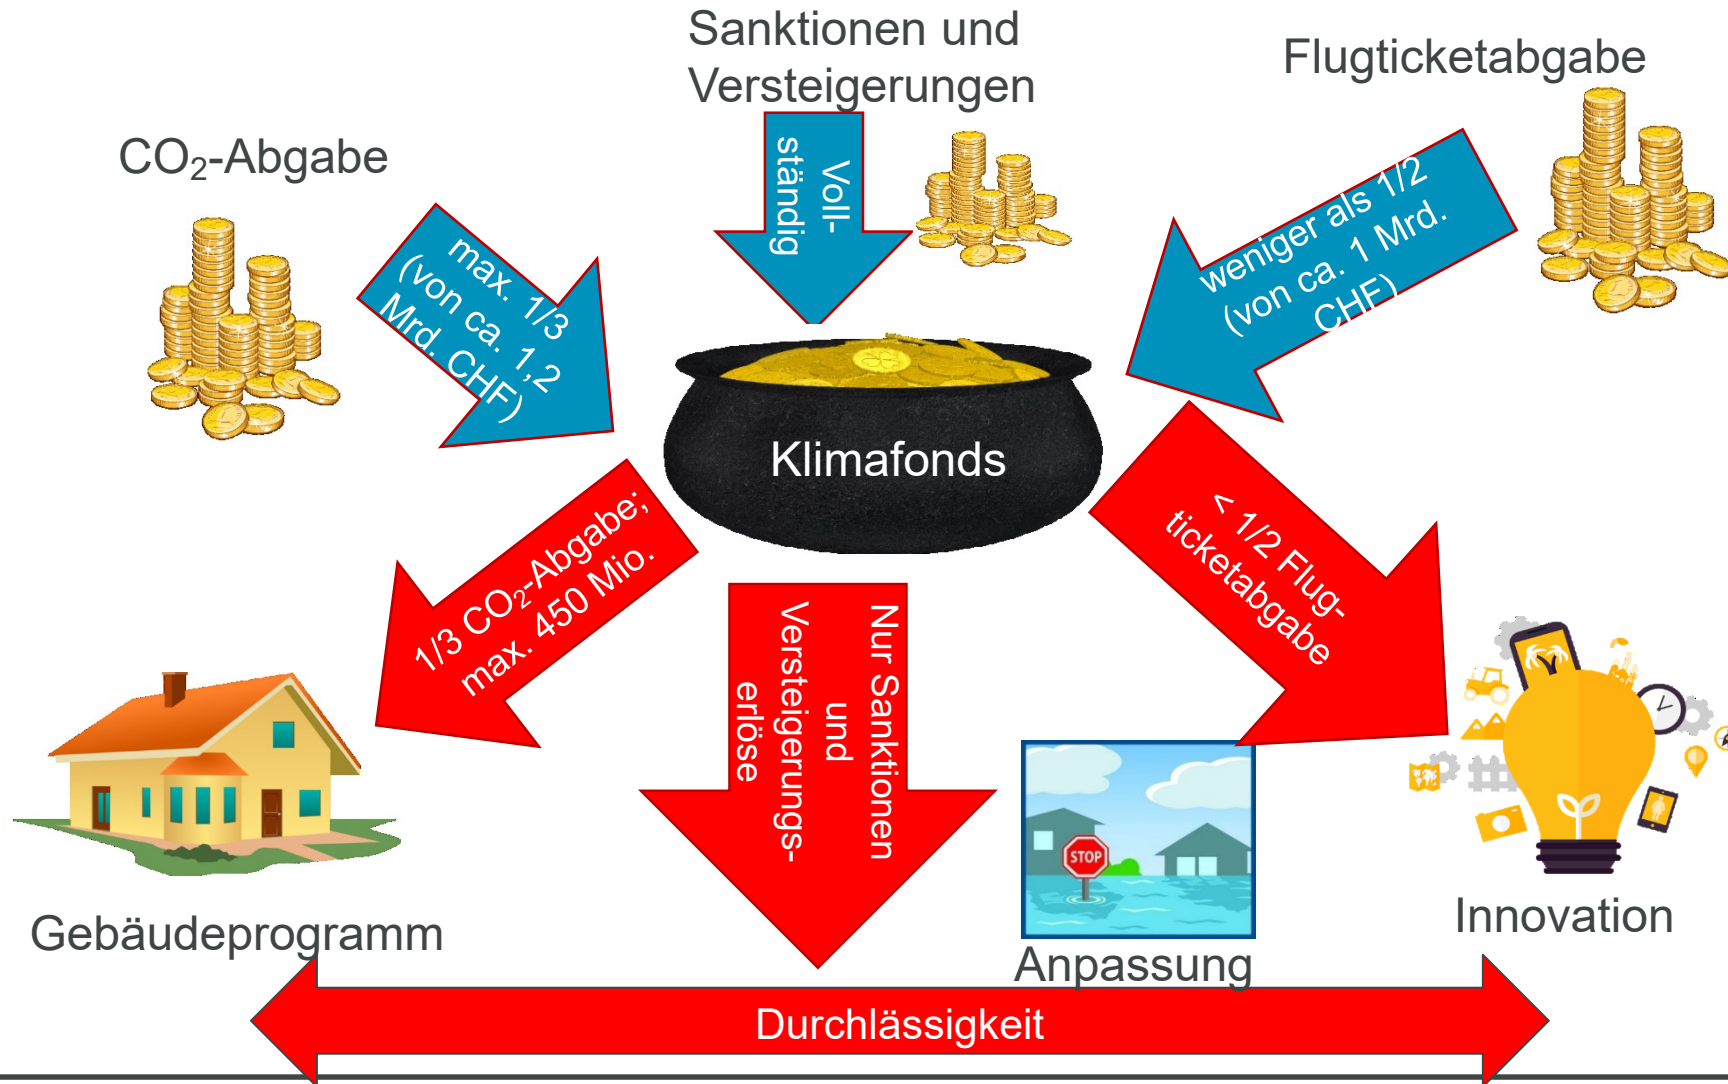 Sanktionen und
Versteigerungen
Flugticketabgabe
CO₂-Abgabe
Voll-
ständig
max. 1/3
(von ca. 1,2
Mrd. CHF)
weniger als 1/2
(von ca. 1 Mrd.
CHF)
Klimafonds
1/3 CO₂-Abgabe;
max. 450 Mio.
Nur Sanktionen
und
Versteigerungs-
erlöse
< 1/2 Flug-
ticketabgabe
STOP
Gebäudeprogramm
Anpassung
Innovation
Durchlässigkeit